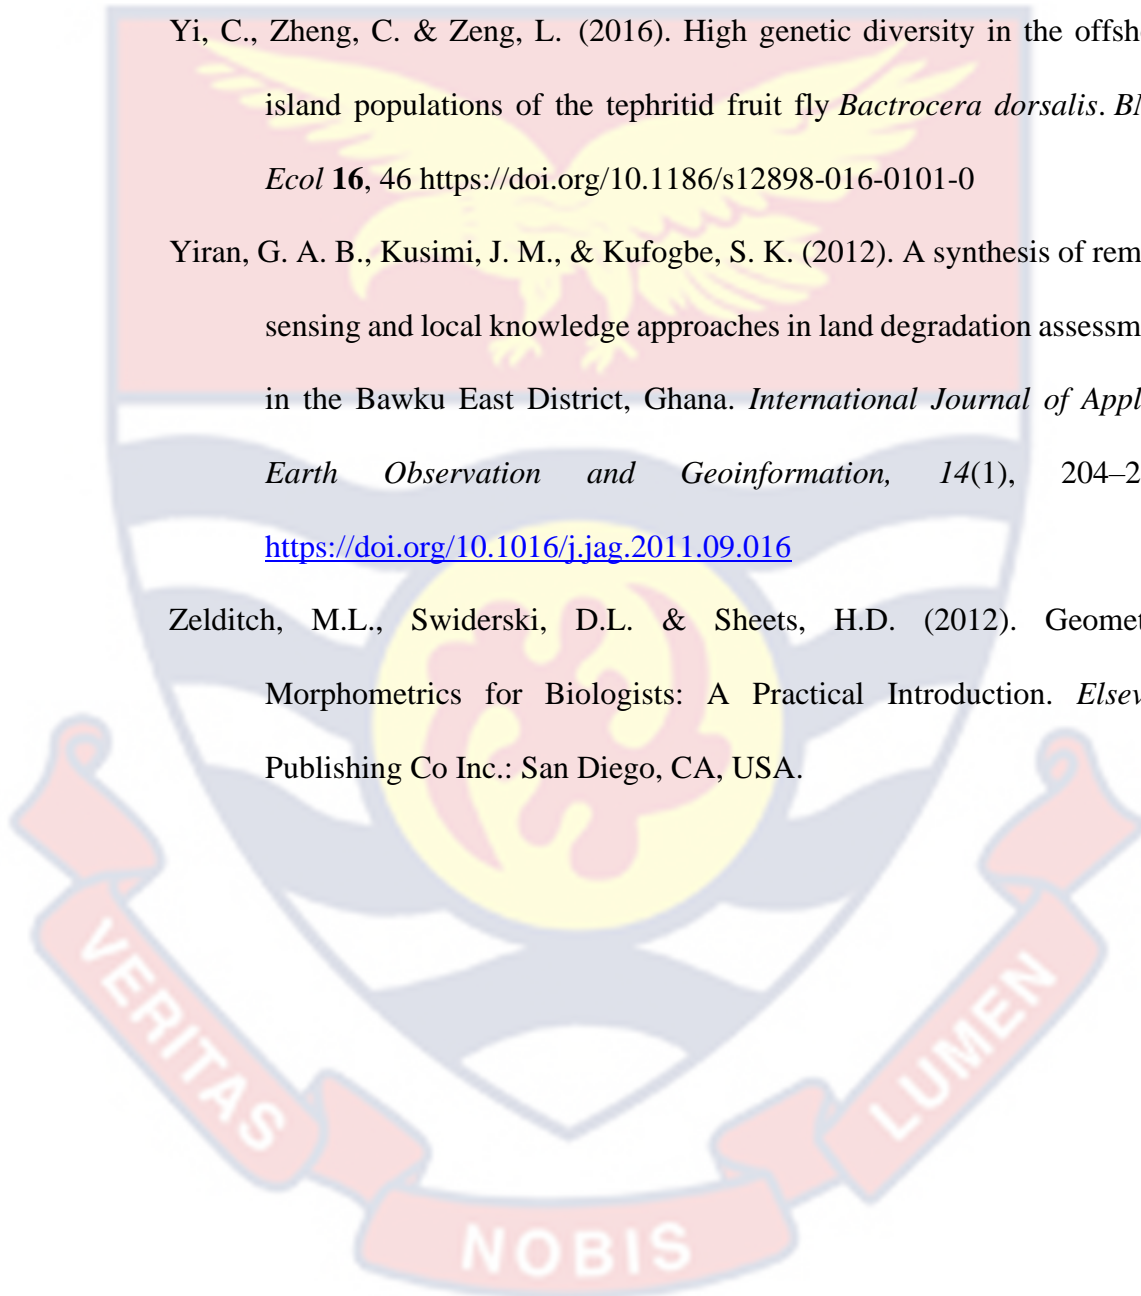 Yi, C., Zheng, C. & Zeng, L. (2016). High genetic diversity in the offsh
island populations of the tephritid fruit fly Bactrocera dorsalis. BM
Ecol 16, 46 https://doi.org/10.1186/s12898-016-0101-0
Yiran, G. A. B., Kusimi, J. M., & Kufogbe, S. K. (2012). A synthesis of rem
sensing and local knowledge approaches in land degradation assessm
in the Bawku East District, Ghana. International Journal of Appl
Earth Observation and Geoinformation, 14(1), 204–2
https://doi.org/10.1016/j.jag.2011.09.016
Zelditch, M.L., Swiderski, D.L. & Sheets, H.D. (2012). Geomet
Morphometrics for Biologists: A Practical Introduction. Elsev
Publishing Co Inc.: San Diego, CA, USA.
VERITAS
NOBIS
LUMEN